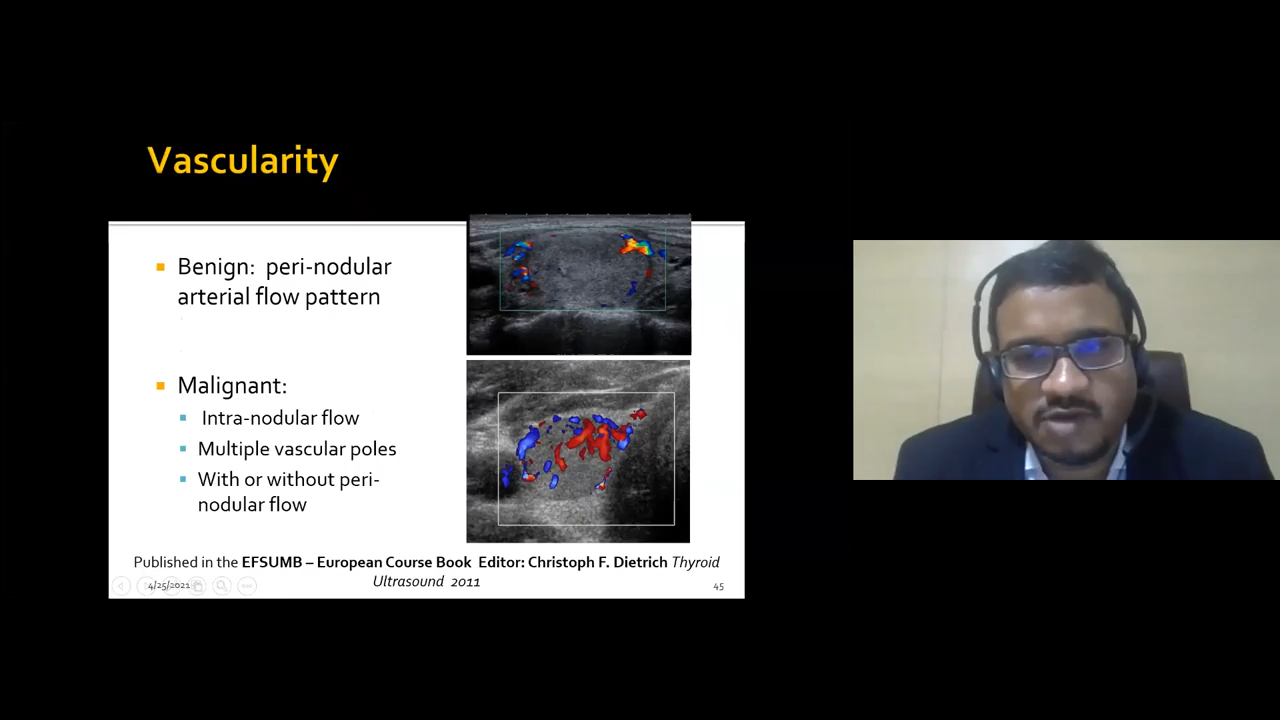 Vascularity
Benign: peri-nodular
arterial flow pattern
Malignant:
Intra-nodular flow
Multiple vascular poles
With or without peri-
nodular flow
Published in the EFSUMB – European Course Book Editor: Christoph F. Dietrich Thyroid
Ultrasound 2011
4/25/2021
45